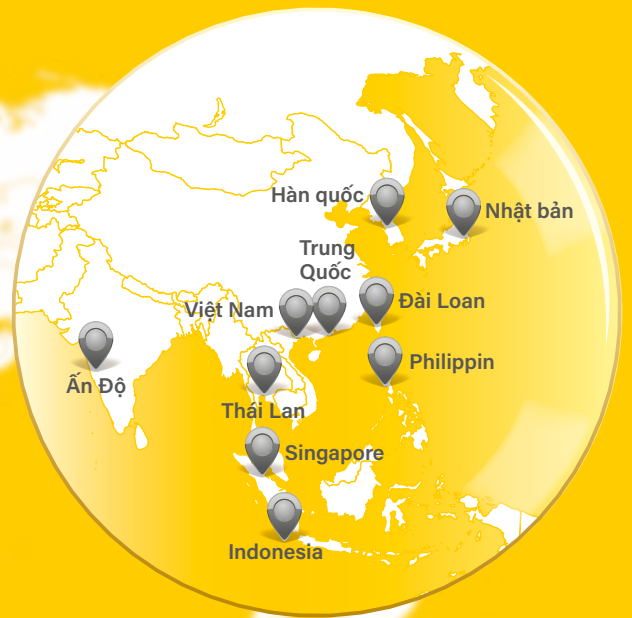 Hàn quốc
Nhật bản
Trung
Quốc
Việt Nam
Đài Loan
Ấn Độ
Philippin
Thái Lan
Singapore
Indonesia